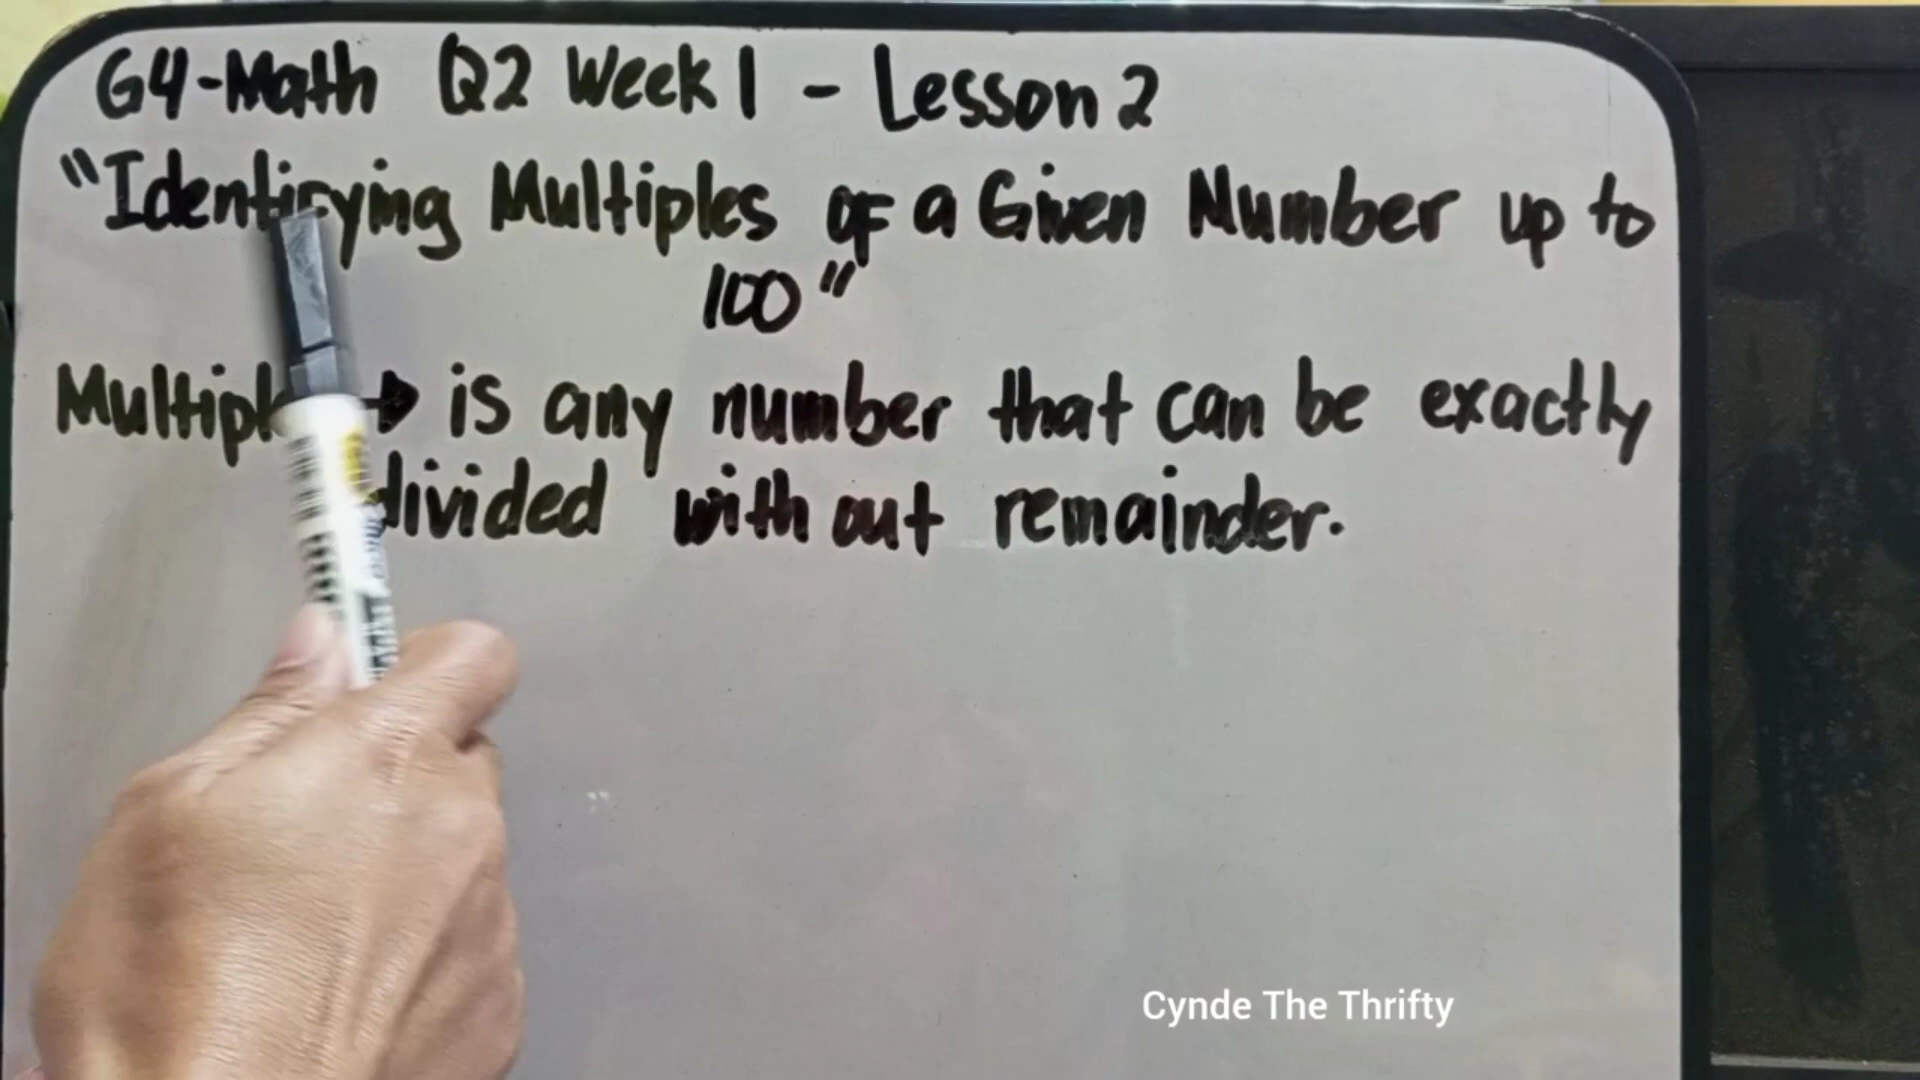 G4-Math Q2 Week 1 - Lesson 2
"Identifying Multiples of a Given Number up to
100"
Multiple → is any number that can be exactly
divided with out remainder.
Cynde The Thrifty